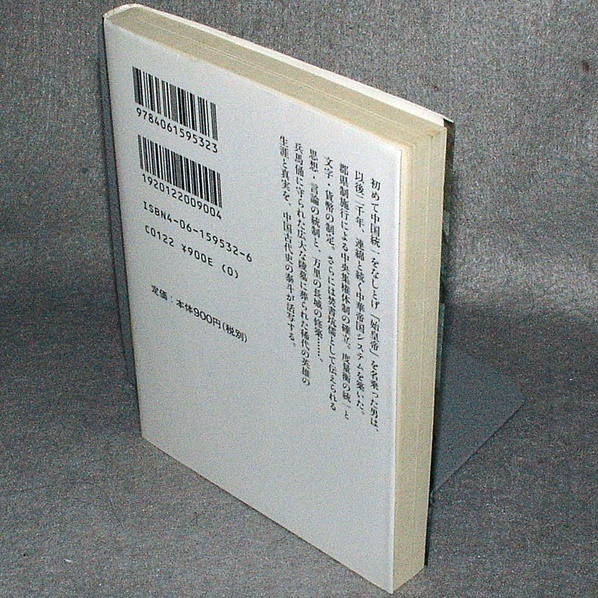 9784061595323
1920122009004
ISBN4-06-159532-6
C0122 ¥900E (0)
定価：本体900円(税別)
初めて中国統一をなしとげ「始皇帝」を名乗った男は、
以後二千年、連綿と続く中華帝国システムを築いた。
郡県制施行による中央集権体制の確立。度量衡の統一と
文字・貨幣の制定。さらには焚書坑儒として伝えられる
思想・言論の統制と、万里の長城の修築……。
兵馬俑に守られた広大な陵墓に葬られた稀代の英雄の
生涯と真実を、中国古代史の泰斗が活写する。